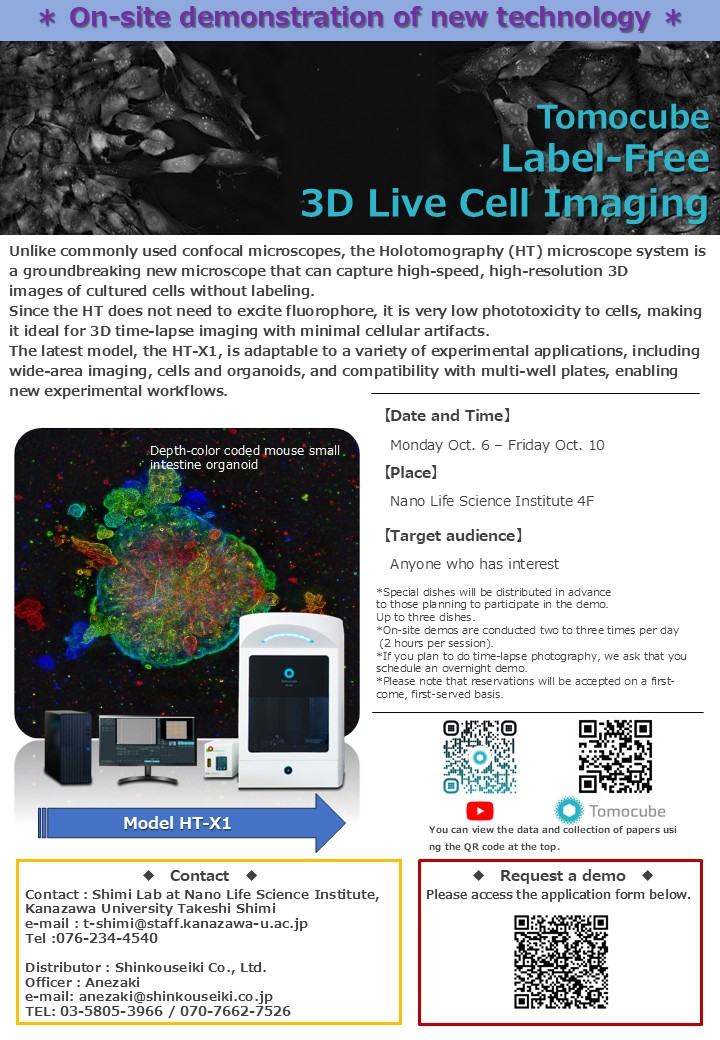 * On-site demonstration of new technology *
Tomocube
Label-Free
3D Live Cell Imaging
Unlike commonly used confocal microscopes, the Holotomography (HT) microscope system is
a groundbreaking new microscope that can capture high-speed, high-resolution 3D
images of cultured cells without labeling.
Since the HT does not need to excite fluorophore, it is very low phototoxicity to cells, making
it ideal for 3D time-lapse imaging with minimal cellular artifacts.
The latest model, the HT-X1, is adaptable to a variety of experimental applications, including
wide-area imaging, cells and organoids, and compatibility with multi-well plates, enabling
new experimental workflows.
Depth-color coded mouse small
intestine organoid
Tomocube
Model HT-X1
【Date and Time】
Monday Oct. 6 – Friday Oct. 10
【Place】
Nano Life Science Institute 4F
【Target audience】
Anyone who has interest
*Special dishes will be distributed in advance
to those planning to participate in the demo.
Up to three dishes.
*On-site demos are conducted two to three times per day
(2 hours per session).
*If you plan to do time-lapse photography, we ask that you
schedule an overnight demo.
*Please note that reservations will be accepted on a first-
come, first-served basis.
Tomocube
You can view the data and collection of papers usi
ng the QR code at the top.
◆ Contact ◆
Contact : Shimi Lab at Nano Life Science Institute,
Kanazawa University Takeshi Shimi
e-mail : t-shimi@staff.kanazawa-u.ac.jp
Tel :076-234-4540
Distributor : Shinkouseiki Co., Ltd.
Officer : Anezaki
e-mail: anezaki@shinkouseiki.co.jp
TEL: 03-5805-3966 / 070-7662-7526
◆ Request a demo ◆
Please access the application form below.